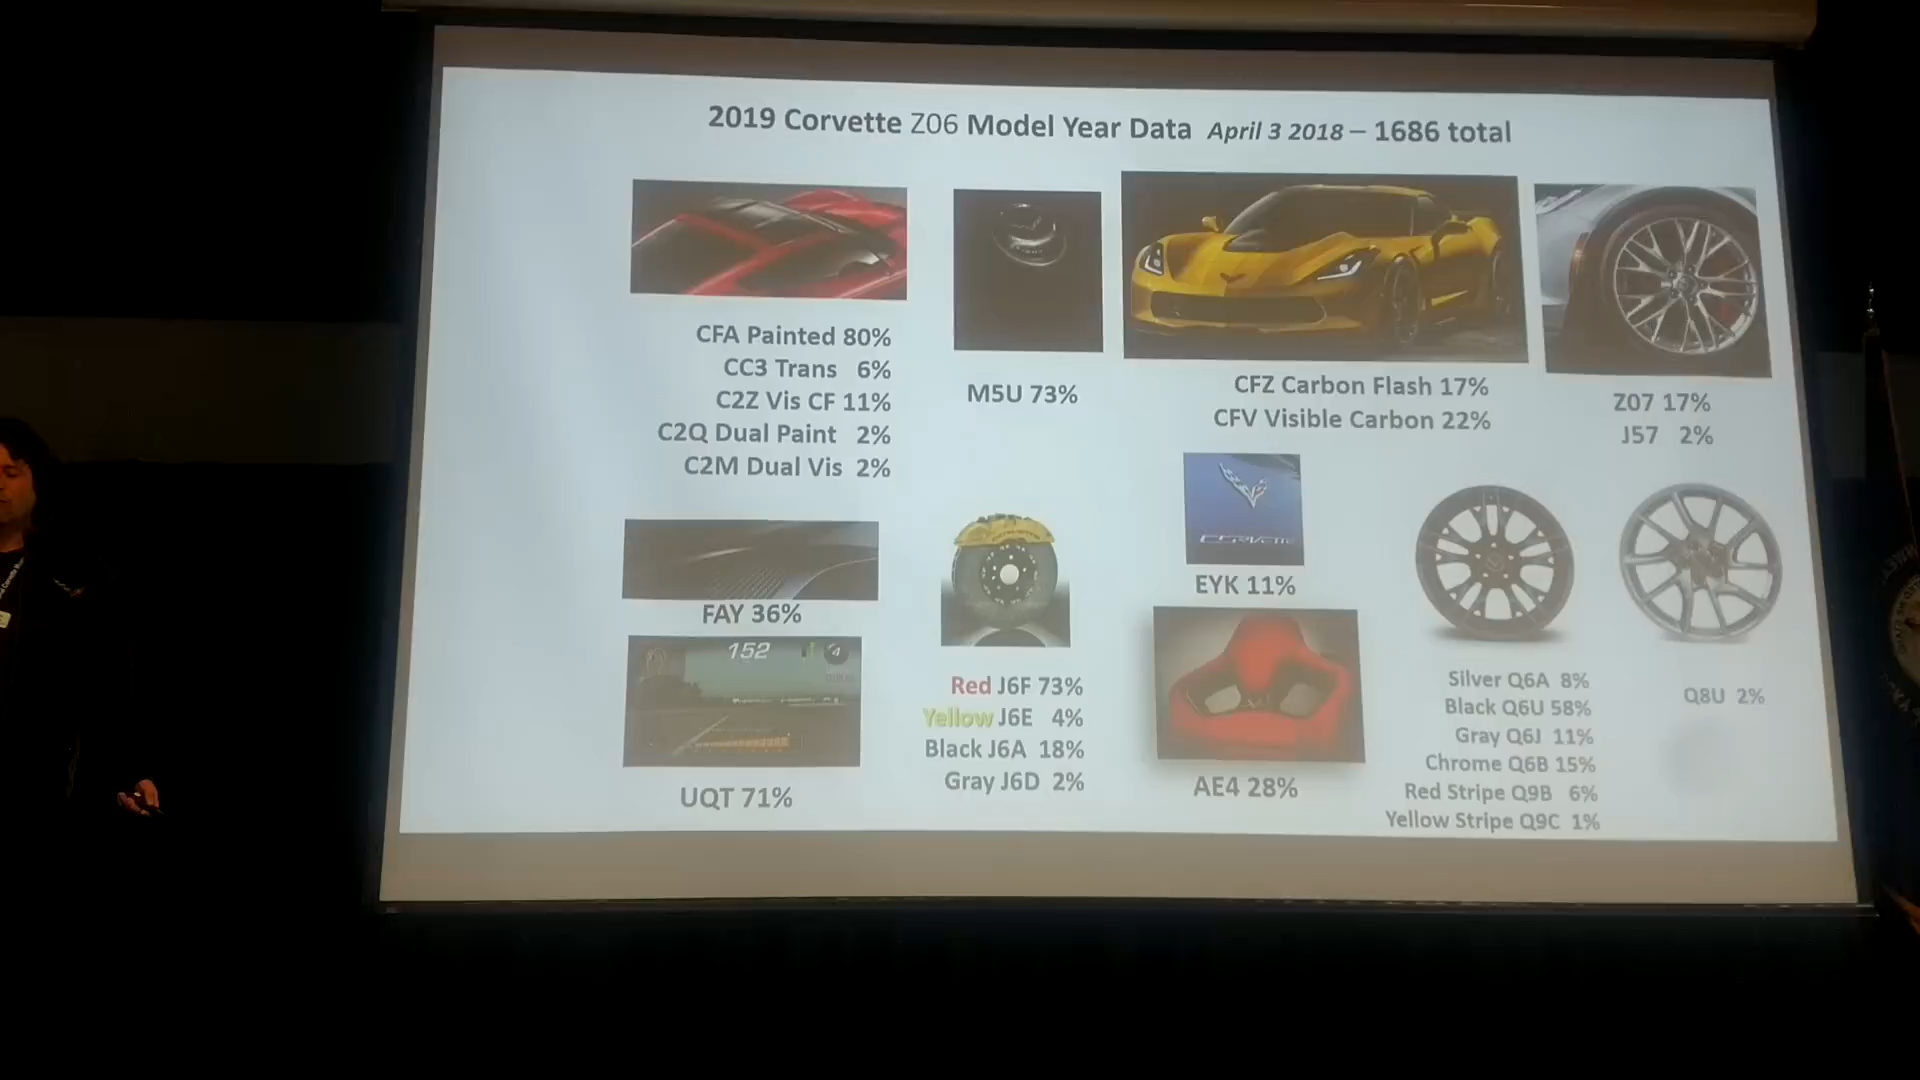 2019 Corvette Z06 Model Year Data April 3 2018 – 1686 total
CFA Painted 80%
CC3 Trans 6%
C2Z Vis CF 11%
C2Q Dual Paint 2%
C2M Dual Vis 2%
M5U 73%
CFZ Carbon Flash 17%
CFV Visible Carbon 22%
Z07 17%
J57 2%
FAY 36%
152
4
UQT 71%
Red J6F 73%
Yellow J6E 4%
Black J6A 18%
Gray J6D 2%
CORVETTE
EYK 11%
AE4 28%
Silver Q6A 8%
Black Q6U 58%
Gray Q6J 11%
Chrome Q6B 15%
Red Stripe Q9B 6%
Yellow Stripe Q9C 1%
Q8U 2%